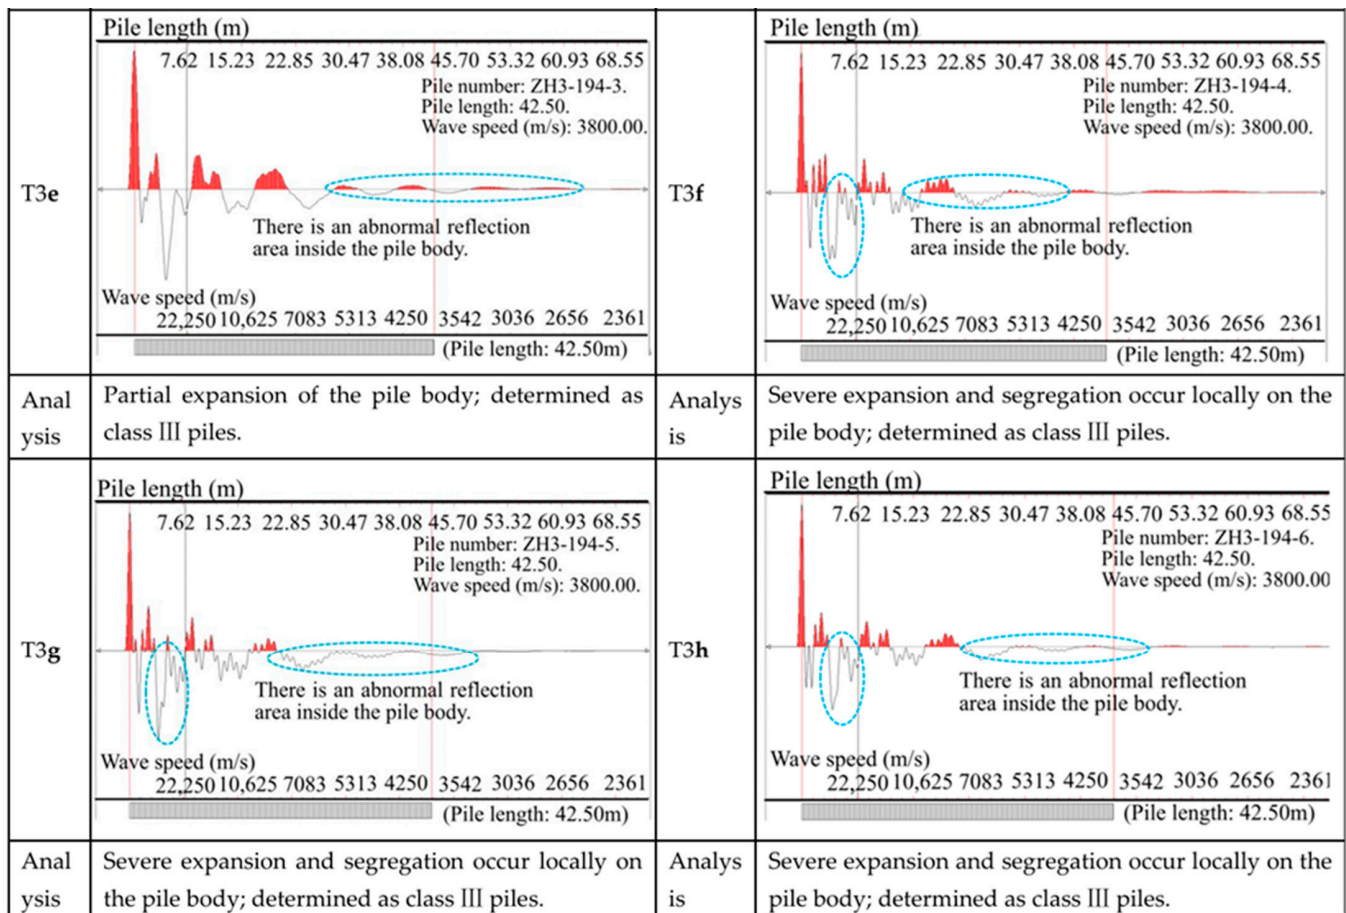 Pile length (m)
7.62 15.23 22.85 30.47 38.08 45.70 53.32 60.93 68.55
Pile number: ZH3-194-3.
Pile length: 42.50.
Wave speed (m/s): 3800.00.
T3e
There is an abnormal reflection
area inside the pile body.
Wave speed (m/s)
22,250 10,625 7083 5313 4250 3542 3036 2656 2361
(Pile length: 42.50m)
Pile length (m)
7.62 15.23 22.85 30.47 38.08 45.70 53.32 60.93 68.55
Pile number: ZH3-194-4.
Pile length: 42.50.
Wave speed (m/s): 3800.00.
T3f
There is an abnormal reflection
area inside the pile body.
Wave speed (m/s)
22,250 10,625 7083 5313 4250 3542 3036 2656 2361
(Pile length: 42.50m)
Anal
ysis
Partial expansion of the pile body; determined as
class III piles.
Analys
is
Severe expansion and segregation occur locally on the
pile body; determined as class III piles.
Pile length (m)
7.62 15.23 22.85 30.47 38.08 45.70 53.32 60.93 68.55
Pile number: ZH3-194-5.
Pile length: 42.50.
Wave speed (m/s): 3800.00.
T3g
There is an abnormal reflection
area inside the pile body.
Wave speed (m/s)
22,250 10,625 7083 5313 4250 3542 3036 2656 2361
(Pile length: 42.50m)
Pile length (m)
7.62 15.23 22.85 30.47 38.08 45.70 53.32 60.93 68.55
Pile number: ZH3-194-6.
Pile length: 42.50.
Wave speed (m/s): 3800.00
T3h
There is an abnormal reflection
area inside the pile body.
Wave speed (m/s)
22,250 10,625 7083 5313 4250 3542 3036 2656 2361
(Pile length: 42.50m)
Anal
ysis
Severe expansion and segregation occur locally on
the pile body; determined as class III piles.
Analys
is
Severe expansion and segregation occur locally on the
pile body; determined as class III piles.